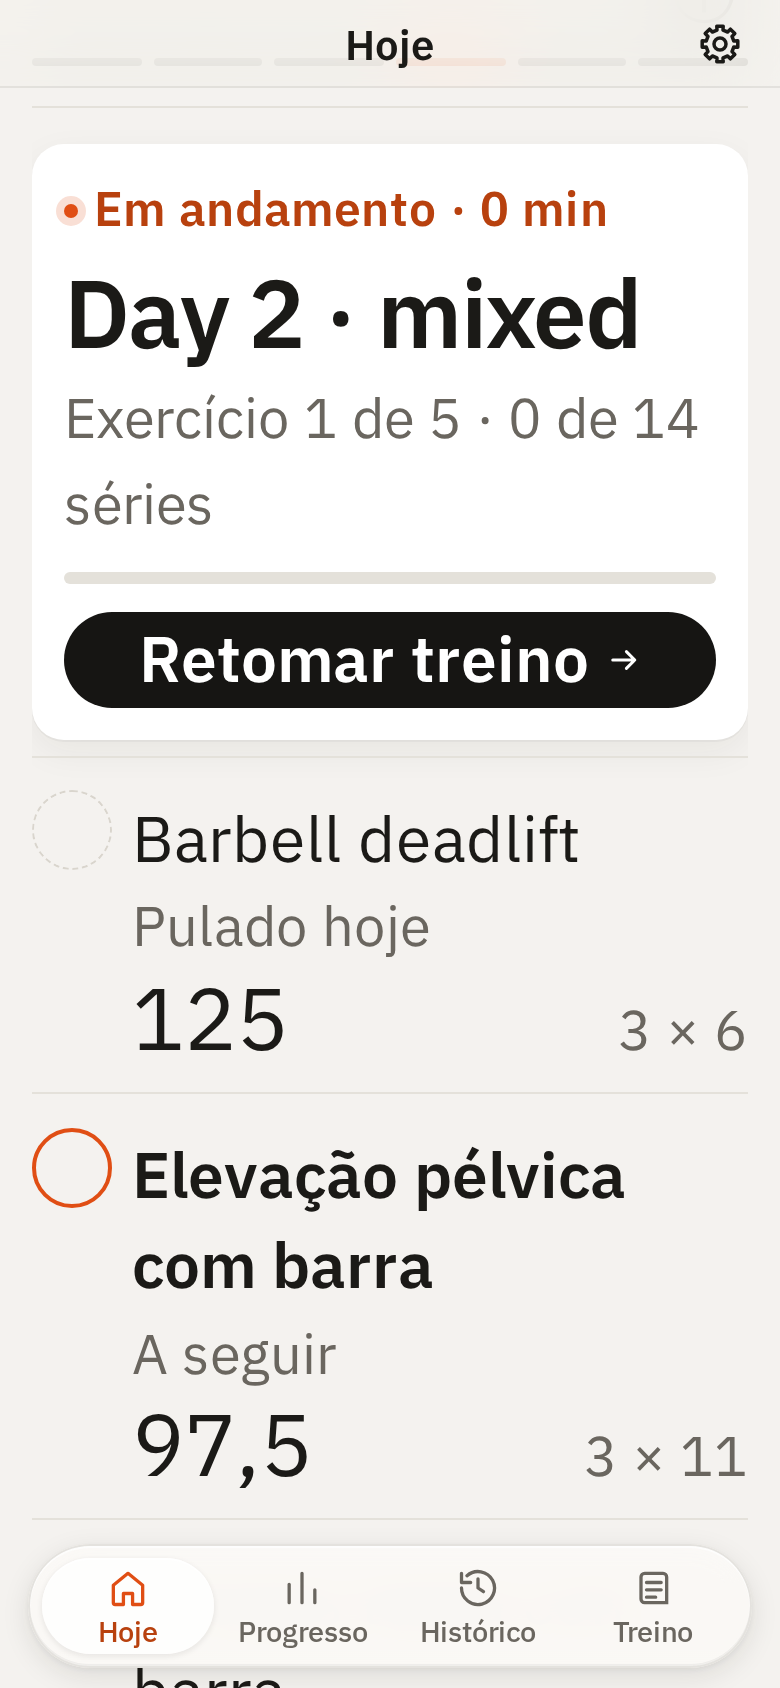 Hoje
Em andamento · 0 min
Day 2 · mixed
Exercício 1 de 5 · 0 de 14
séries
Retomar treino →
Barbell deadlift
Pulado hoje
125
3 × 6
Elevação pélvica
com barra
A seguir
97,5
3 × 11
Hoje
Progresso
Histórico
Treino
barra